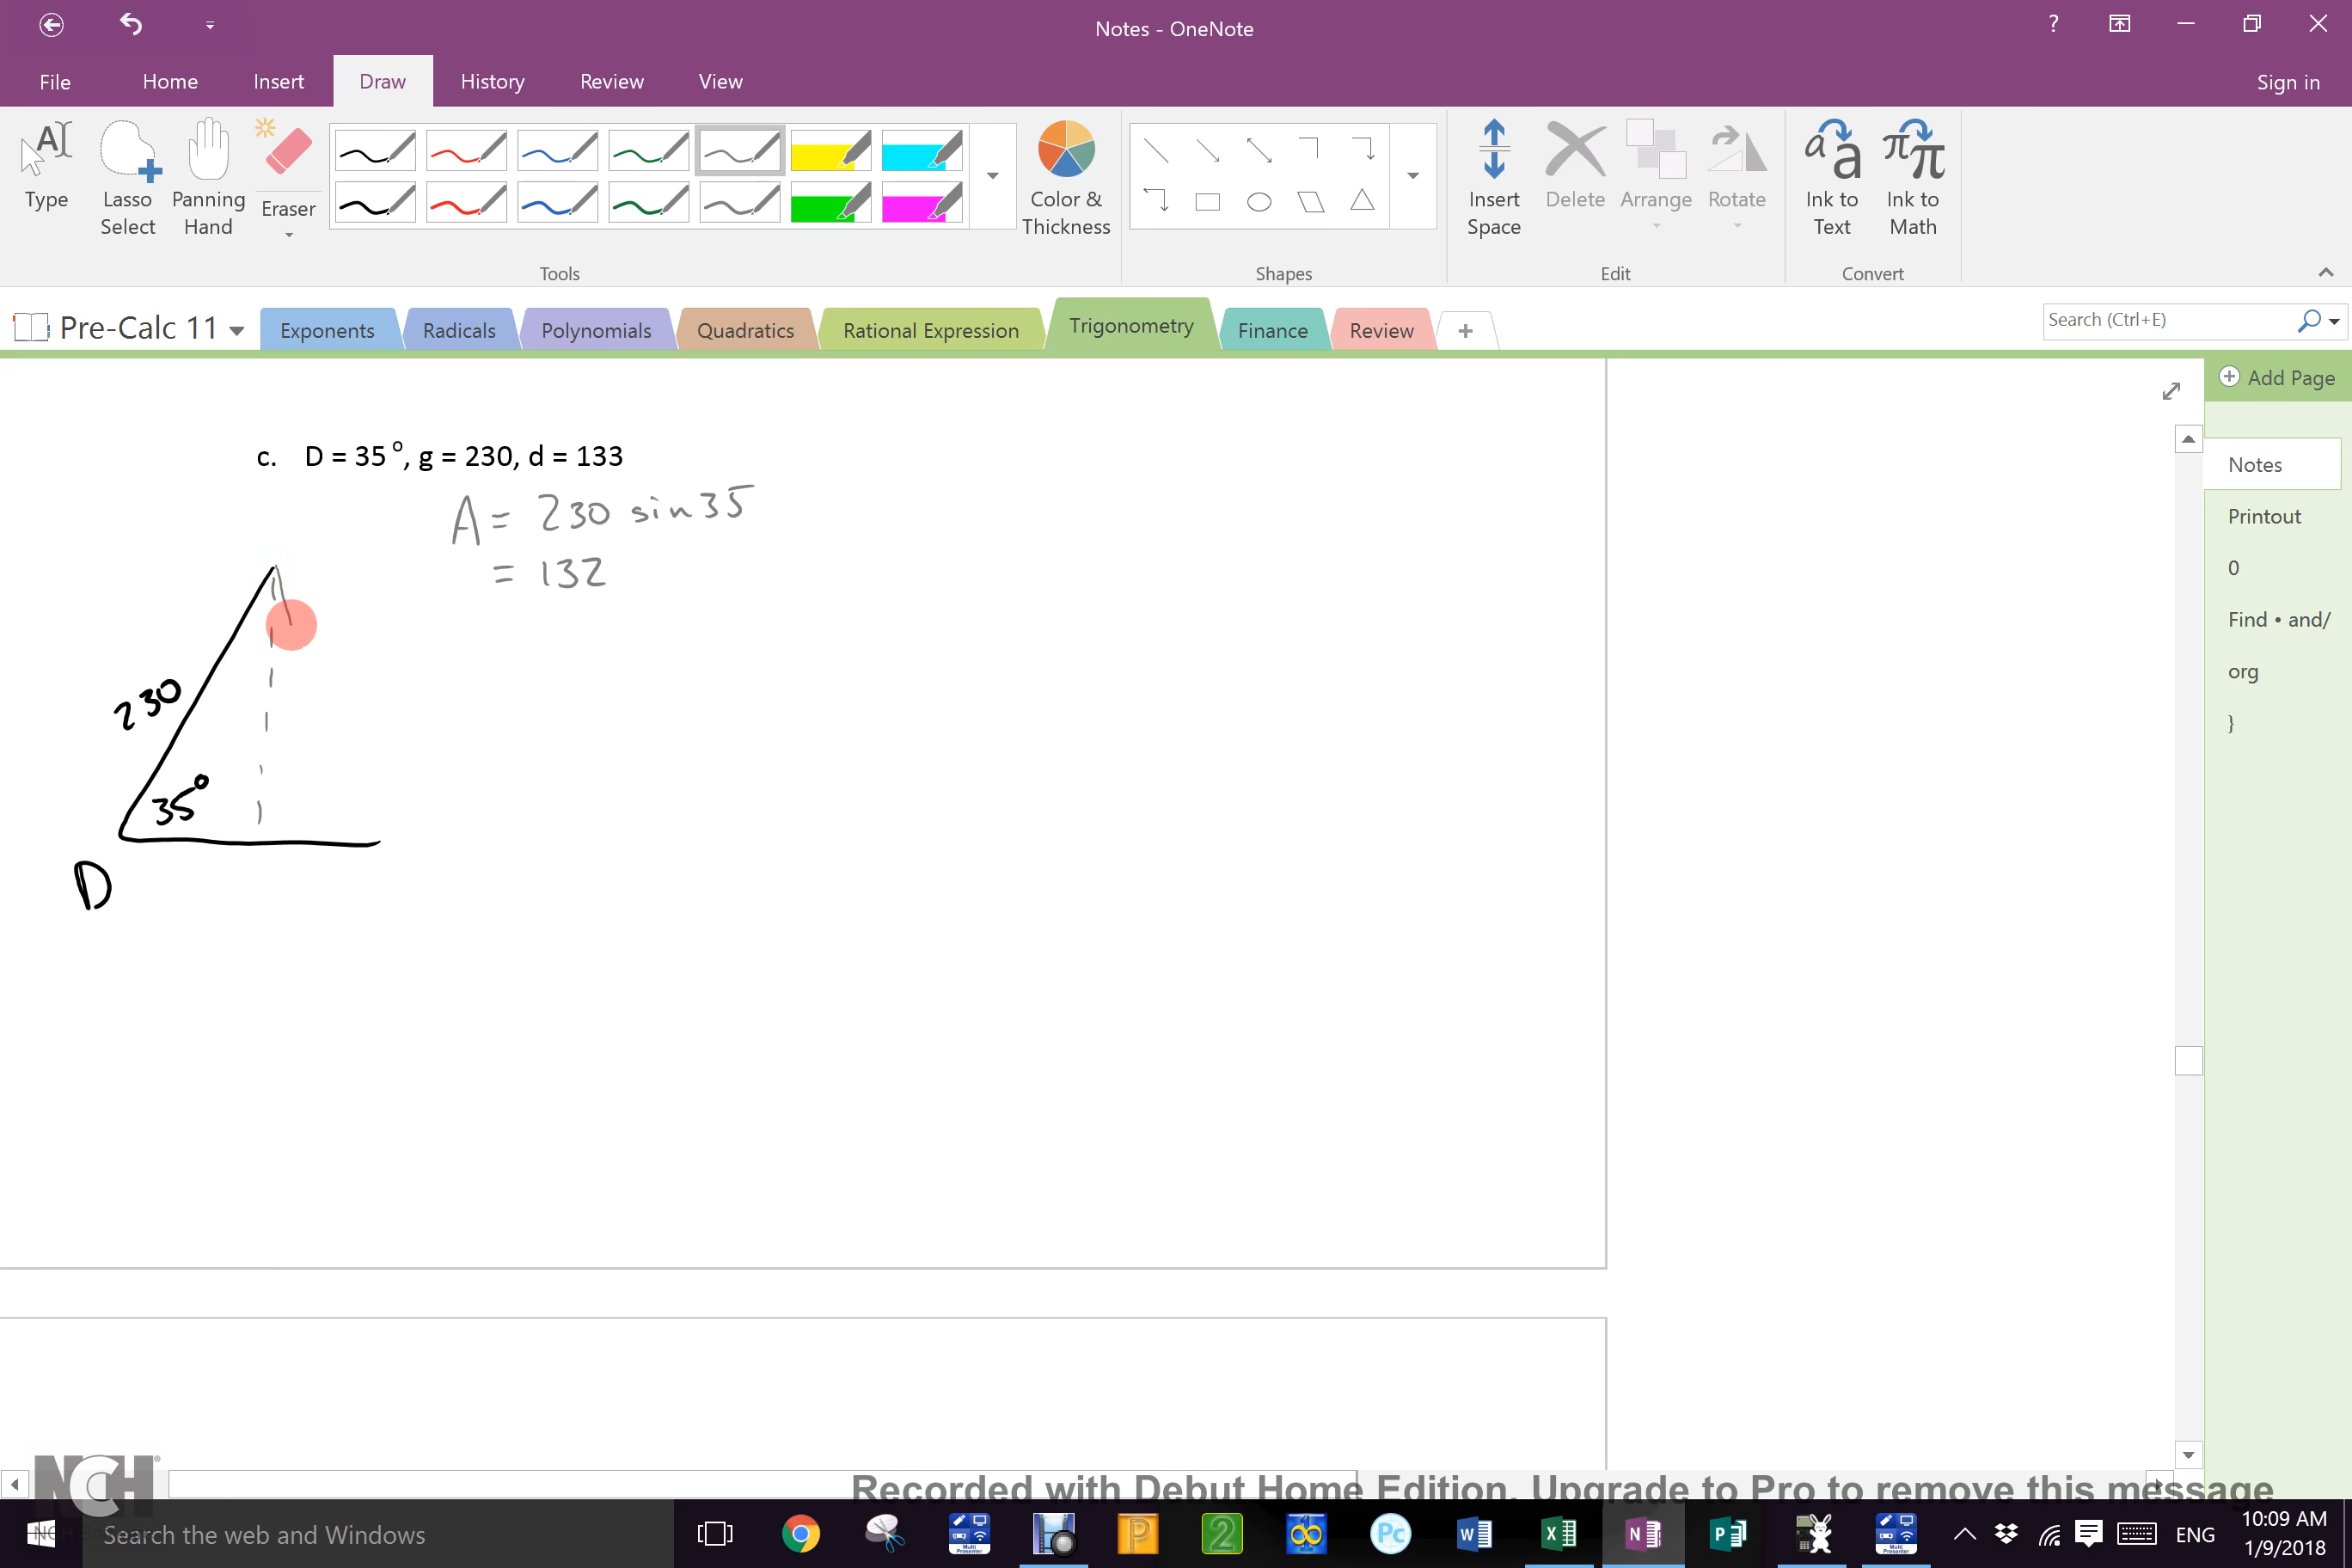 Notes - OneNote
?
File Home Insert Draw History Review View
Sign in
Type
Lasso Select
Panning Hand
Eraser
Color & Thickness
Insert Space
Delete
Arrange
Rotate
Ink to Text
Ink to Math
Tools
Shapes
Edit
Convert
Pre-Calc 11
Exponents
Radicals
Polynomials
Quadratics
Rational Expression
Trigonometry
Finance
Review
+
Search (Ctrl+E)
Add Page
Notes
Printout
0
Find • and/
org
}
c. D = 35°, g = 230, d = 133
A = 230 sin35
= 132
230
35°
D
NCH
Recorded with Debut Home Edition. Upgrade to Pro to remove this message
Search the web and Windows
ENG
10:09 AM
1/9/2018